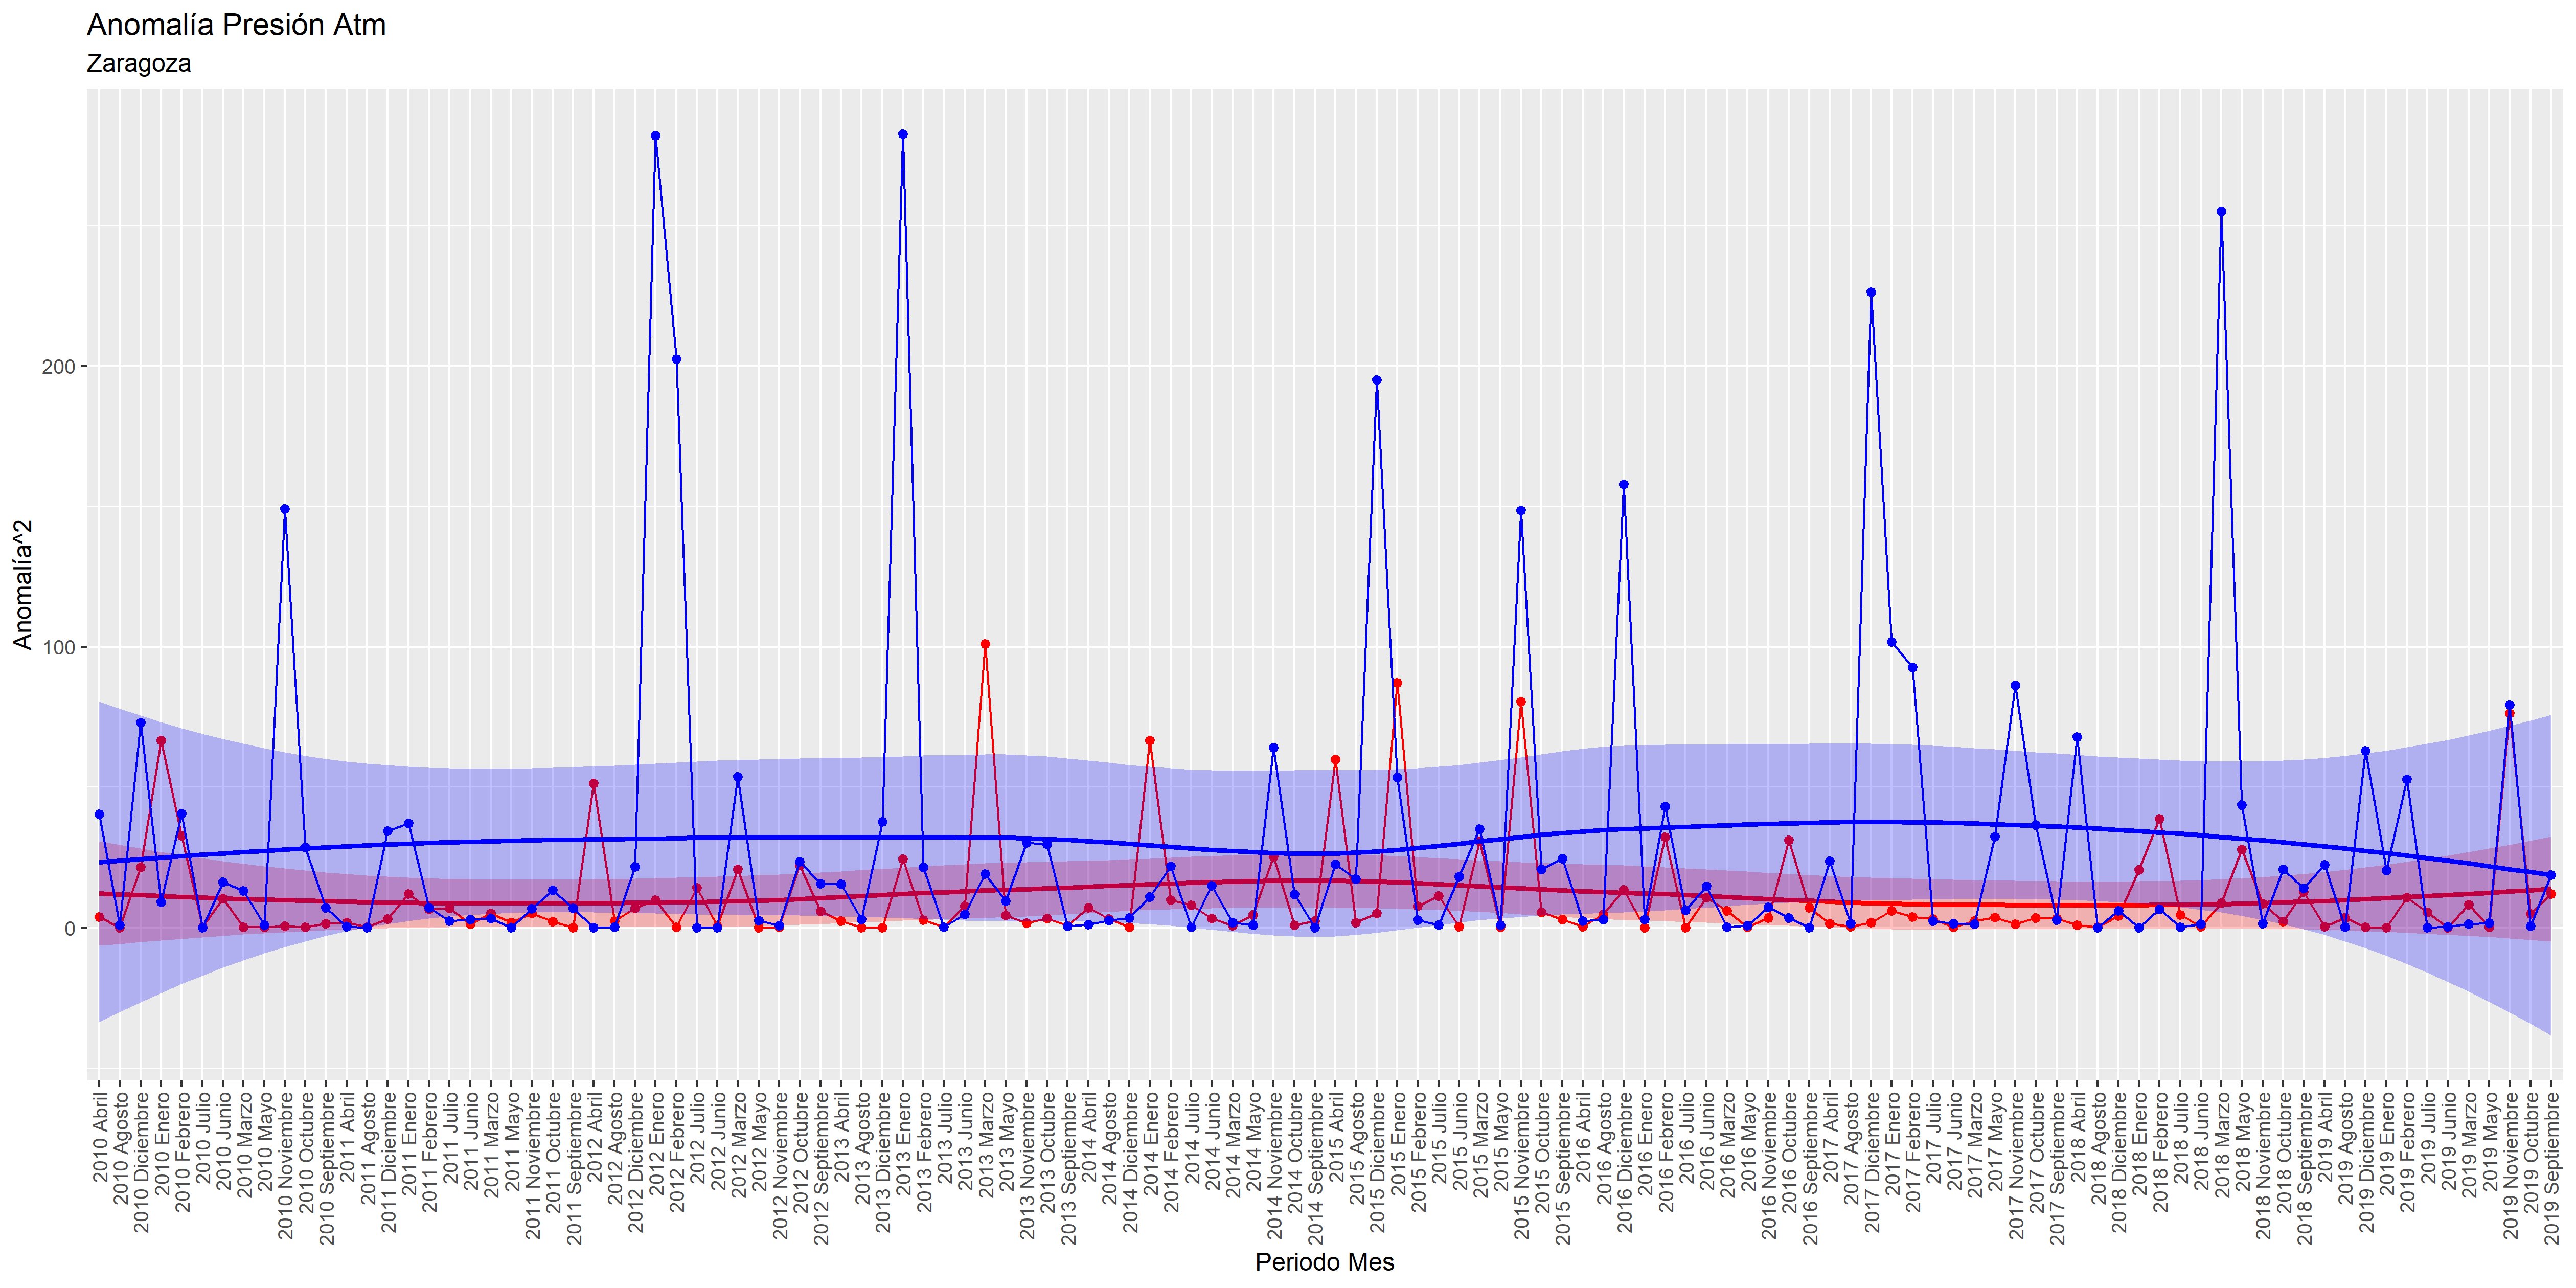 Anomalía Presión Atm
Zaragoza
Anomalía^2
200
100
0
2010 Abril
2010 Agosto
2010 Diciembre
2010 Enero
2010 Febrero
2010 Julio
2010 Junio
2010 Marzo
2010 Mayo
2010 Noviembre
2010 Octubre
2010 Septiembre
2011 Abril
2011 Agosto
2011 Diciembre
2011 Enero
2011 Febrero
2011 Julio
2011 Junio
2011 Marzo
2011 Mayo
2011 Noviembre
2011 Octubre
2011 Septiembre
2012 Abril
2012 Agosto
2012 Diciembre
2012 Enero
2012 Febrero
2012 Julio
2012 Junio
2012 Marzo
2012 Mayo
2012 Noviembre
2012 Octubre
2012 Septiembre
2013 Abril
2013 Agosto
2013 Diciembre
2013 Enero
2013 Febrero
2013 Julio
2013 Junio
2013 Marzo
2013 Mayo
2013 Noviembre
2013 Octubre
2013 Septiembre
2014 Abril
2014 Agosto
2014 Diciembre
2014 Enero
2014 Febrero
2014 Julio
2014 Junio
2014 Marzo
2014 Mayo
2014 Noviembre
2014 Octubre
2014 Septiembre
2015 Abril
2015 Agosto
2015 Diciembre
2015 Enero
2015 Febrero
2015 Julio
2015 Junio
2015 Marzo
2015 Mayo
2015 Noviembre
2015 Octubre
2015 Septiembre
2016 Abril
2016 Agosto
2016 Diciembre
2016 Enero
2016 Febrero
2016 Julio
2016 Junio
2016 Marzo
2016 Mayo
2016 Noviembre
2016 Octubre
2016 Septiembre
2017 Abril
2017 Agosto
2017 Diciembre
2017 Enero
2017 Febrero
2017 Julio
2017 Junio
2017 Marzo
2017 Mayo
2017 Noviembre
2017 Octubre
2017 Septiembre
2018 Abril
2018 Agosto
2018 Diciembre
2018 Enero
2018 Febrero
2018 Julio
2018 Junio
2018 Marzo
2018 Mayo
2018 Noviembre
2018 Octubre
2018 Septiembre
2019 Abril
2019 Agosto
2019 Diciembre
2019 Enero
2019 Febrero
2019 Julio
2019 Junio
2019 Marzo
2019 Mayo
2019 Noviembre
2019 Octubre
2019 Septiembre
Periodo Mes